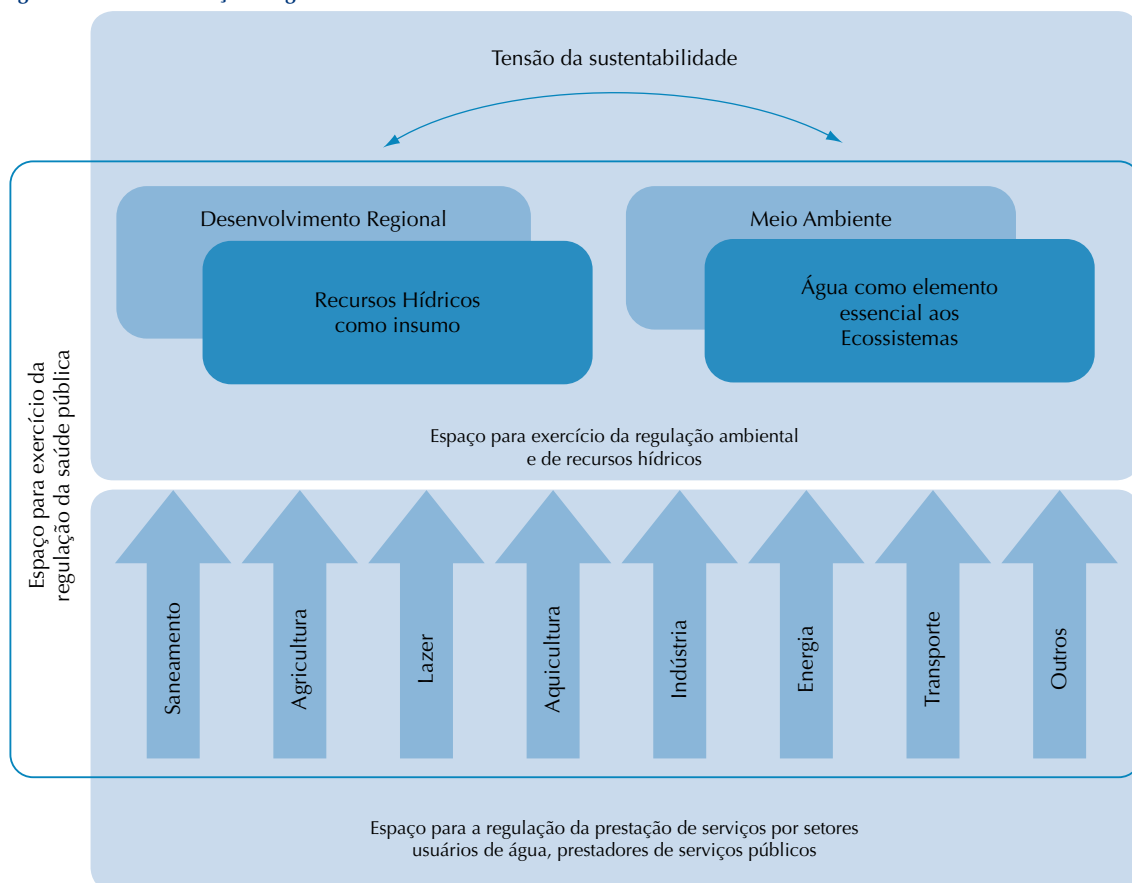 Tensão da sustentabilidade
Desenvolvimento Regional
Meio Ambiente
Recursos Hídricos
como insumo
Água como elemento
essencial aos
Ecossistemas
Espaço para exercício da
regulação da saúde pública
Espaço para exercício da regulação ambiental
e de recursos hídricos
Saneamento
Agricultura
Lazer
Aquicultura
Indústria
Energia
Transporte
Outros
Espaço para a regulação da prestação de serviços por setores
usuários de água, prestadores de serviços públicos